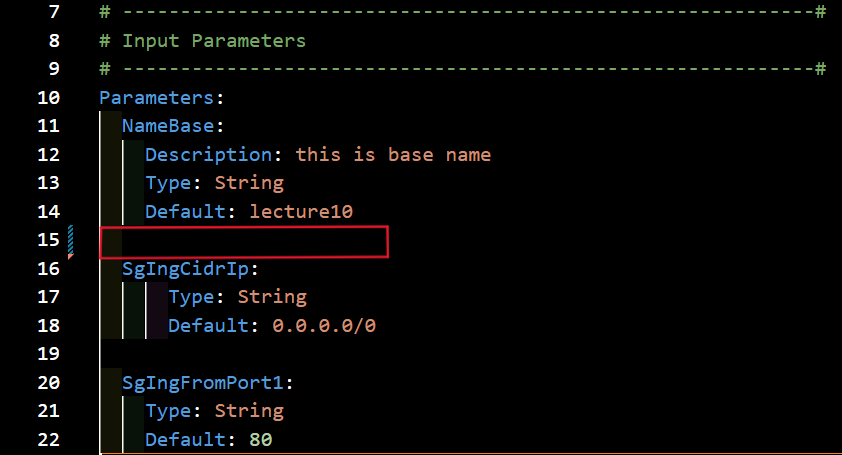 7 # ------------------------------------------------------------#
8 # Input Parameters
9 # ------------------------------------------------------------#
10 Parameters:
11   NameBase:
12     Description: this is base name
13     Type: String
14     Default: lecture10
15
16   SgIngCidrIp:
17       Type: String
18       Default: 0.0.0.0/0
19
20   SgIngFromPort1:
21     Type: String
22     Default: 80